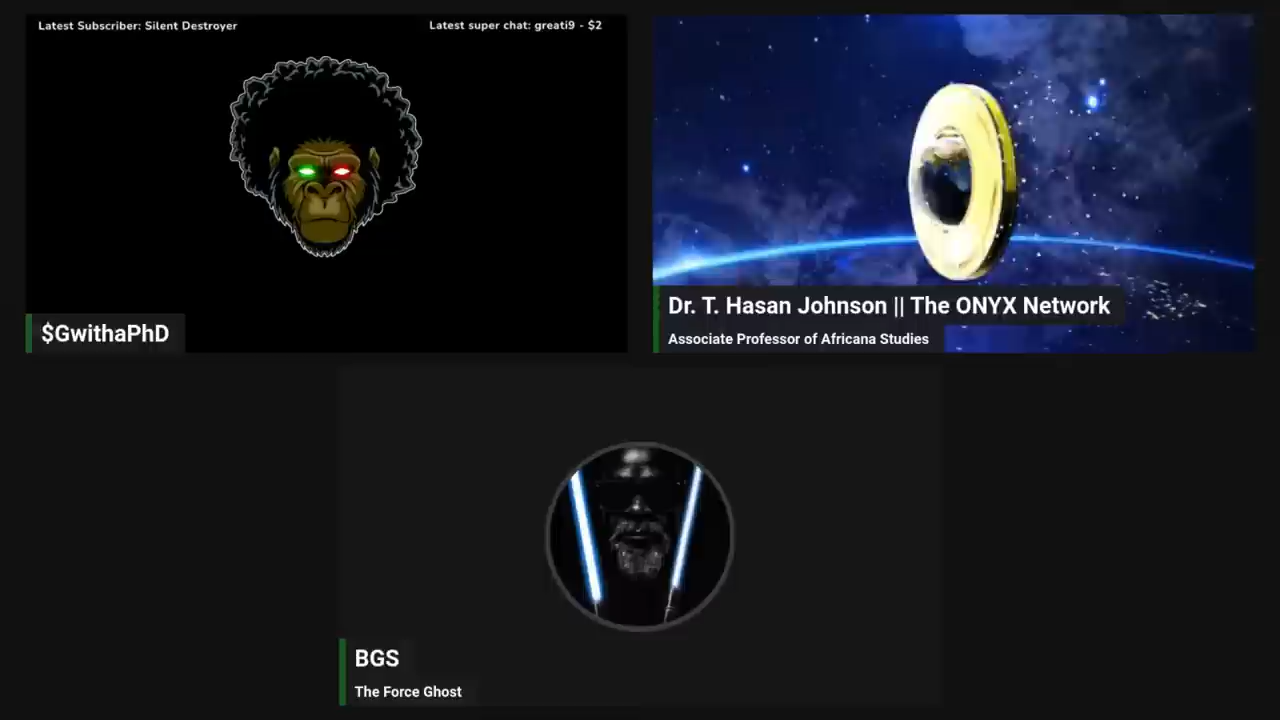 Latest Subscriber: Silent Destroyer
Latest super chat: greati9 - $2
$GwithaPhD
Dr. T. Hasan Johnson || The ONYX Network
Associate Professor of Africana Studies
BGS
The Force Ghost